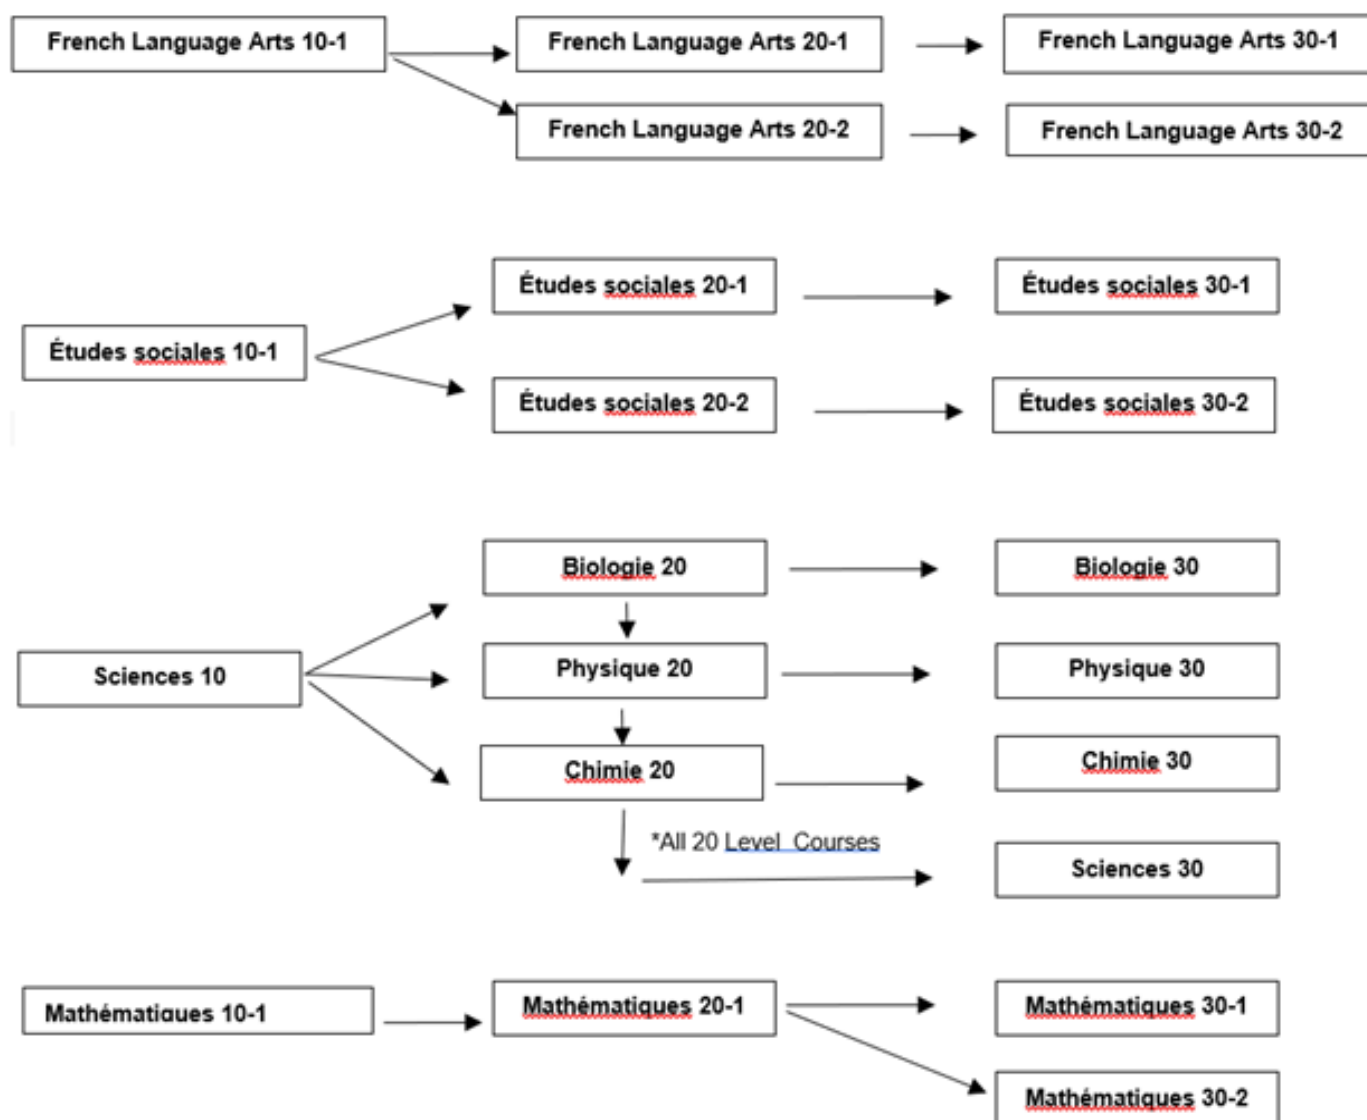 French Language Arts 10-1
French Language Arts 20-1
French Language Arts 30-1
French Language Arts 20-2
French Language Arts 30-2
Études sociales 10-1
Études sociales 20-1
Études sociales 30-1
Études sociales 20-2
Études sociales 30-2
Sciences 10
Biologie 20
Biologie 30
Physique 20
Physique 30
Chimie 20
Chimie 30
*All 20 Level Courses
Sciences 30
Mathématiques 10-1
Mathématiques 20-1
Mathématiques 30-1
Mathématiques 30-2